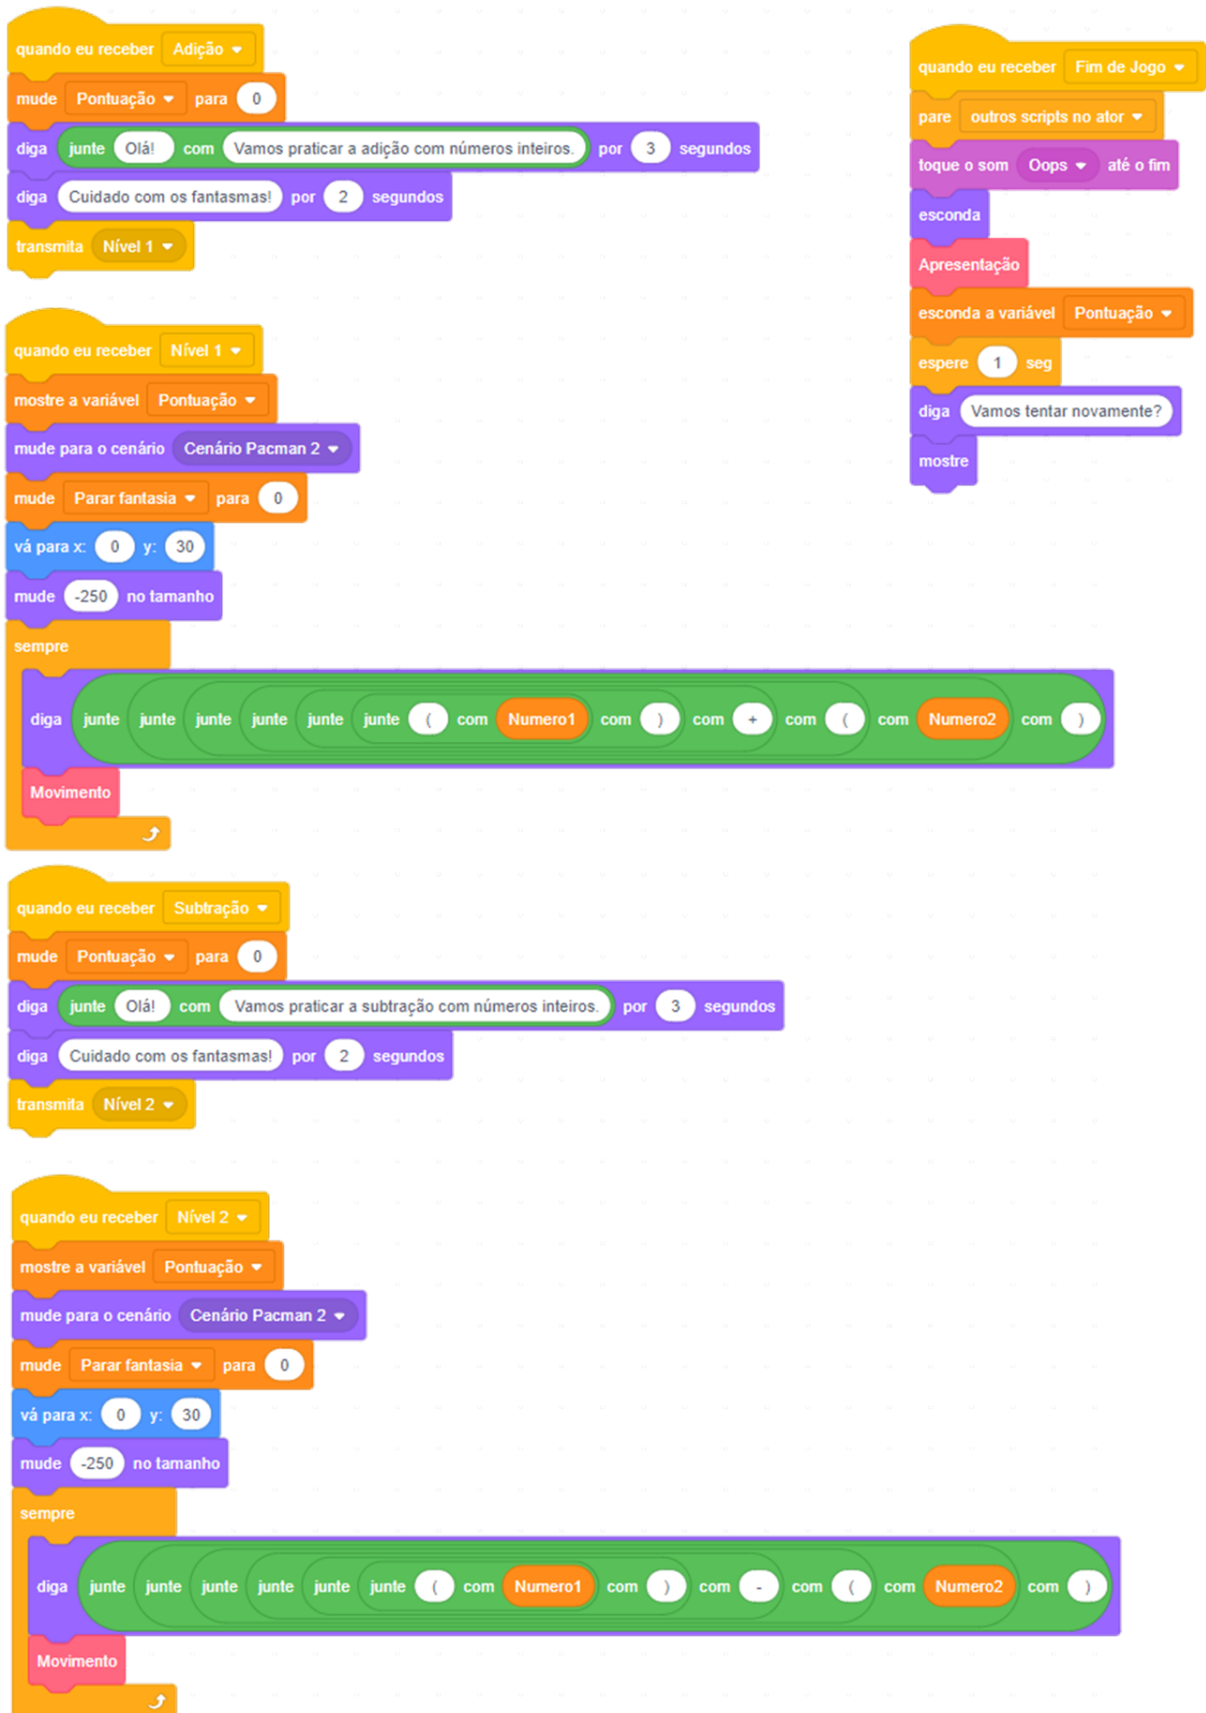 quando eu receber Adição
mude Pontuação para 0
diga junte Olá! com Vamos praticar a adição com números inteiros. por 3 segundos
diga Cuidado com os fantasmas! por 2 segundos
transmita Nível 1
quando eu receber Nível 1
mostre a variável Pontuação
mude para o cenário Cenário Pacman 2
mude Parar fantasia para 0
vá para x: 0 y: 30
mude -250 no tamanho
sempre
diga junte junte junte junte junte junte ( com Numero1 com ) com + com ( com Numero2 com )
Movimento
quando eu receber Subtração
mude Pontuação para 0
diga junte Olá! com Vamos praticar a subtração com números inteiros. por 3 segundos
diga Cuidado com os fantasmas! por 2 segundos
transmita Nível 2
quando eu receber Nível 2
mostre a variável Pontuação
mude para o cenário Cenário Pacman 2
mude Parar fantasia para 0
vá para x: 0 y: 30
mude -250 no tamanho
sempre
diga junte junte junte junte junte junte ( com Numero1 com ) com - com ( com Numero2 com )
Movimento
quando eu receber Fim de Jogo
pare outros scripts no ator
toque o som Oops até o fim
esconda
Apresentação
esconda a variável Pontuação
espere 1 seg
diga Vamos tentar novamente?
mostre